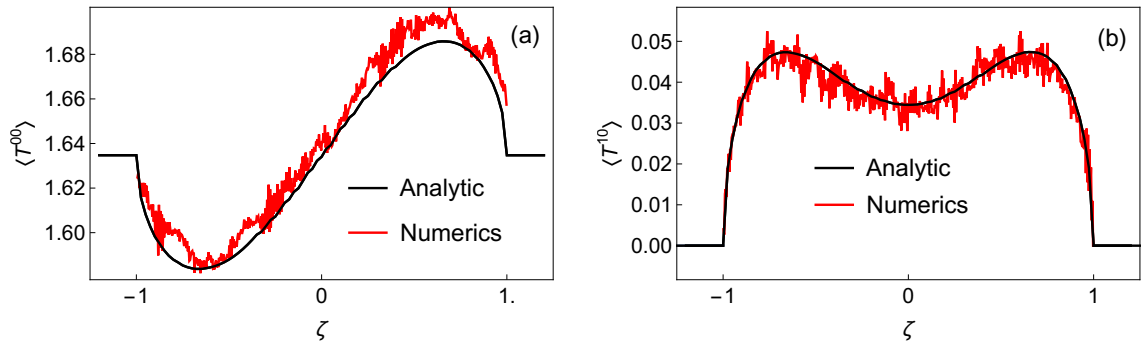 (a)
⟨T⁰⁰⟩
1.68
1.66
1.64
1.62
1.60
Analytic
Numerics
−1
0
1.
ζ
(b)
⟨T¹⁰⟩
0.05
0.04
0.03
0.02
0.01
0.00
Analytic
Numerics
−1
0
1
ζ